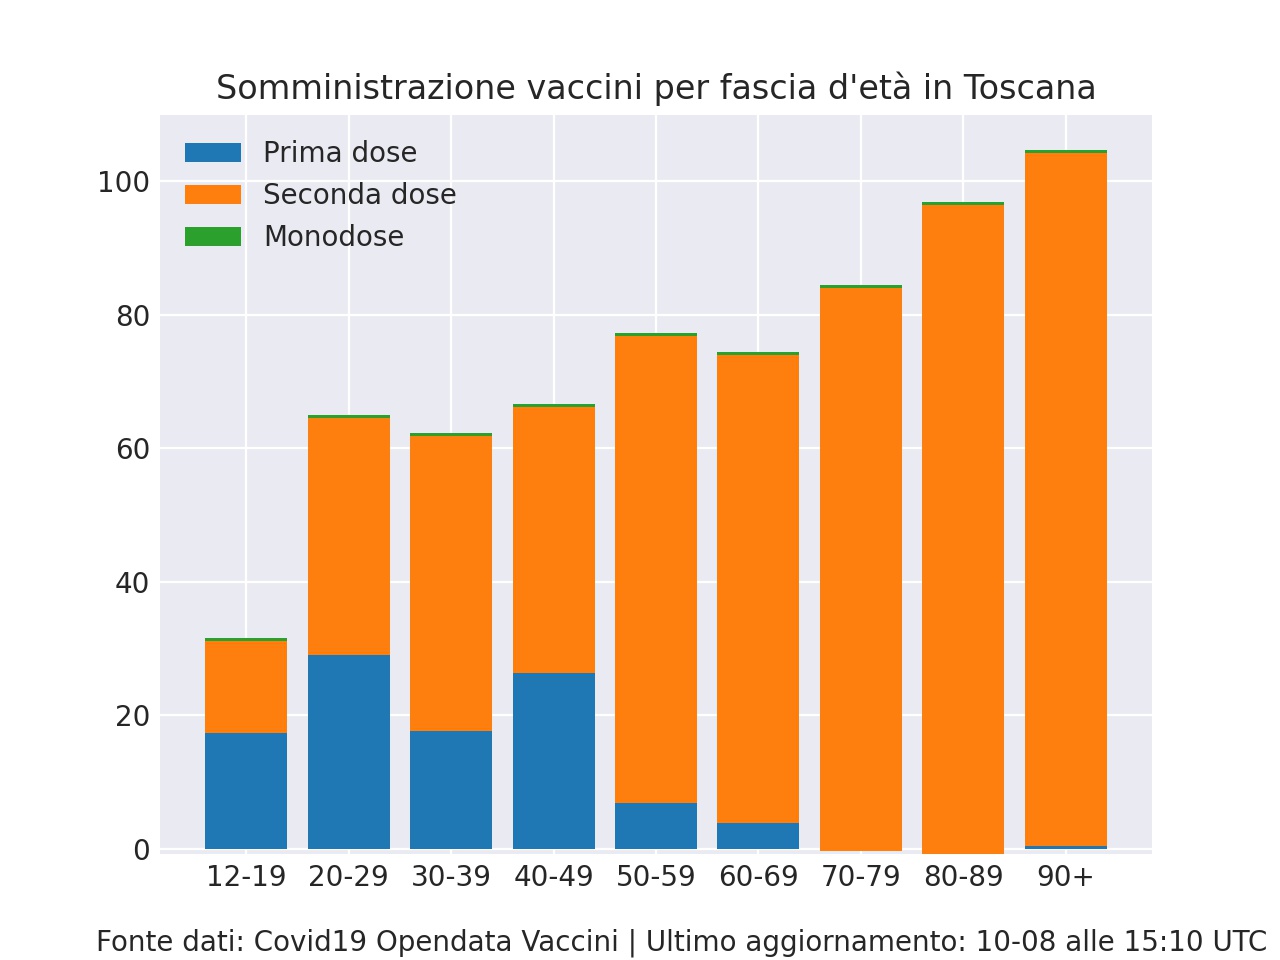 Somministrazione vaccini per fascia d'età in Toscana
Prima dose
Seconda dose
Monodose
100
80
60
40
20
0
12-19 20-29 30-39 40-49 50-59 60-69 70-79 80-89 90+
Fonte dati: Covid19 Opendata Vaccini | Ultimo aggiornamento: 10-08 alle 15:10 UTC